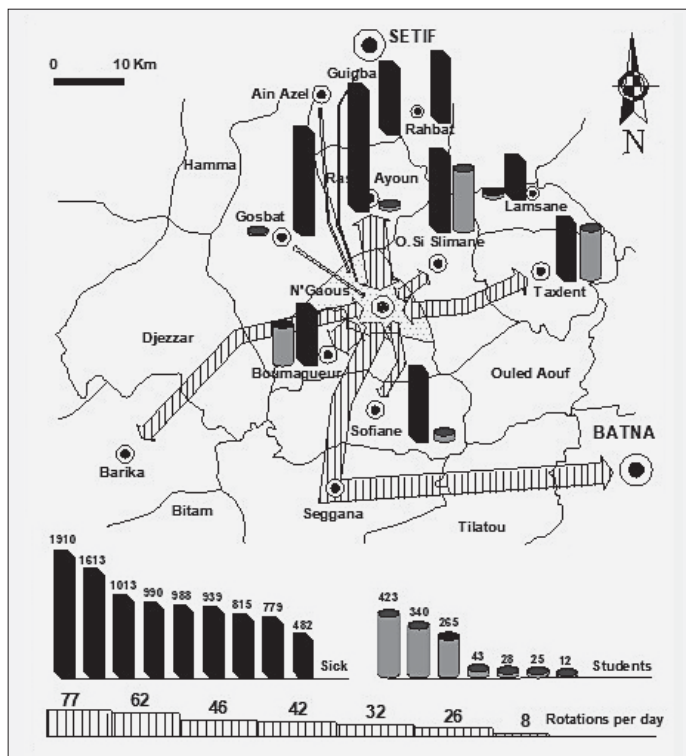 SETIF
0 10 Km
Guigba
Ain Azel
Rahbat
N
Hamma
Ras Ayoun
Lamsane
Gosbat
O.Si Slimane
Taxlent
N'Gaous
Djezzar
Boumagueur
Ouled Aouf
Sofiane
BATNA
Barika
Seggana
Bitam
Tilatou
1910
1613
1013
990
988
939
815
779
482
Sick
423
340
265
43
28
25
12
Students
77
62
46
42
32
26
8
Rotations per day